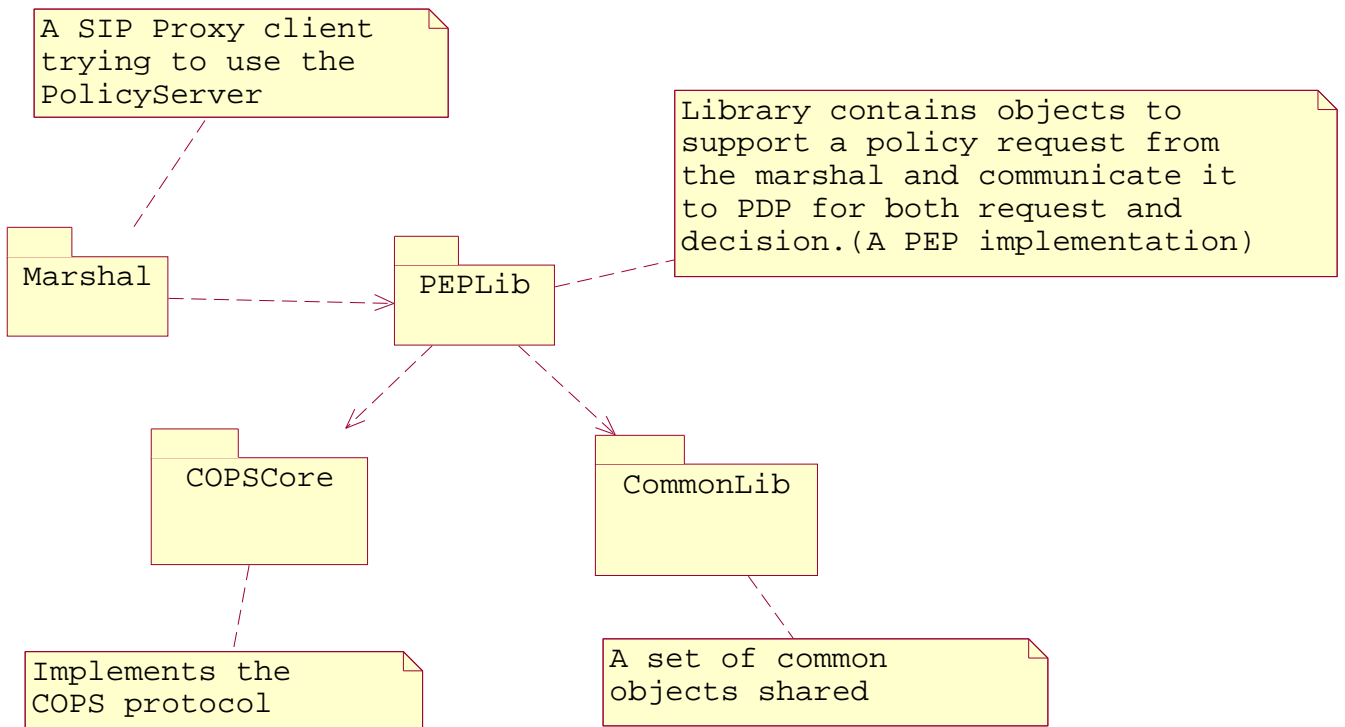 A SIP Proxy client
trying to use the
PolicyServer
Library contains objects to
support a policy request from
the marshal and communicate it
to PDP for both request and
decision.(A PEP implementation)
Marshal
PEPLib
COPSCore
CommonLib
Implements the
COPS protocol
A set of common
objects shared